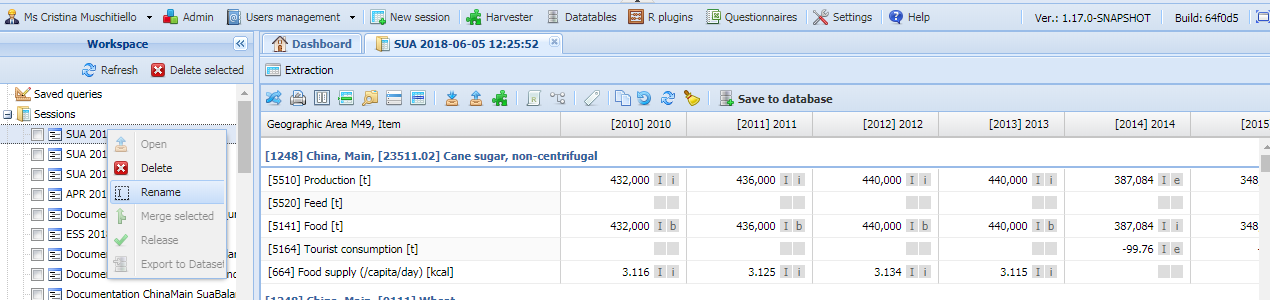 Ms Cristina Muschitiello Admin Users management New session Harvester Datatables R plugins Questionnaires Settings Help Ver.: 1.17.0-SNAPSHOT Build: 64f0d5
Workspace
Dashboard SUA 2018-06-05 12:25:52
Refresh Delete selected
Extraction
Saved queries
Sessions
Save to database
SUA 201
SUA 201
SUA 201
APR 201
Docume
ESS 201
Docume
Docume
Documentation ChinaMain SuaBalan
Open
Delete
Rename
Merge selected
Release
Export to Dataset
Geographic Area M49, Item [2010] 2010 [2011] 2011 [2012] 2012 [2013] 2013 [2014] 2014 [2015
[1248] China, Main, [23511.02] Cane sugar, non-centrifugal
[5510] Production [t] 432,000 I i 436,000 I i 440,000 I i 440,000 I i 387,084 I e 348
[5520] Feed [t]
[5141] Food [t] 432,000 I b 436,000 I b 440,000 I b 440,000 I b 387,084 I i 348
[5164] Tourist consumption [t] -99.76 I e -
[664] Food supply (/capita/day) [kcal] 3.116 I i 3.125 I i 3.134 I i 3.115 I i
[1248] China, Main, [0111] Wheat